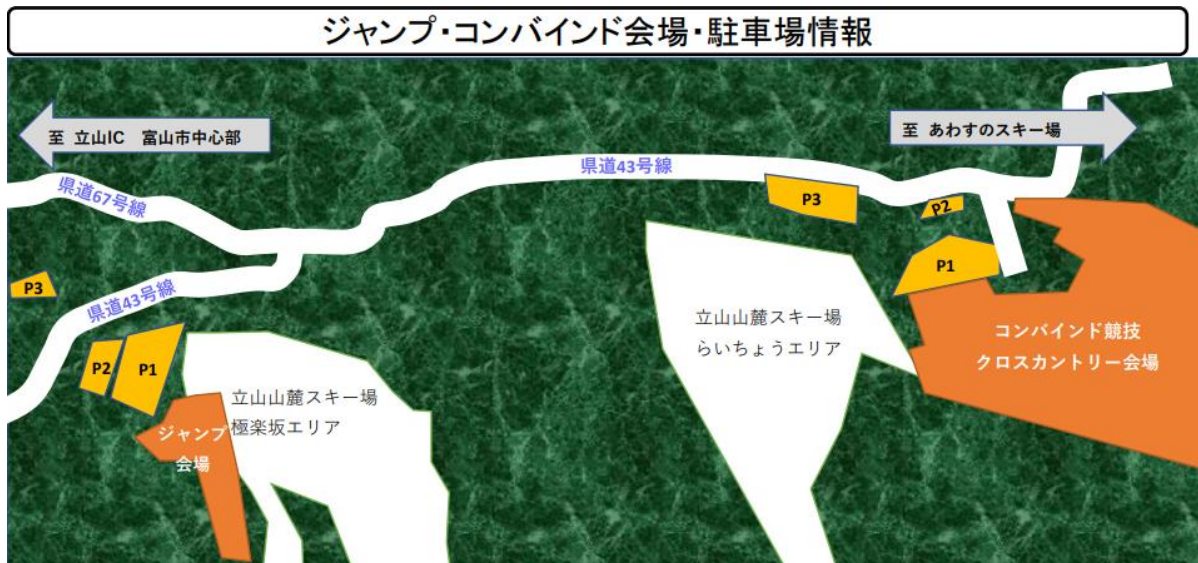 ジャンプ・コンバインド会場・駐車場情報
至 立山IC 富山市中心部
至 あわすのスキー場
県道67号線
県道43号線
P3
P2
P1
P3
県道43号線
P2
P1
立山山麓スキー場
極楽坂エリア
ジャンプ
会場
立山山麓スキー場
らいちょうエリア
コンバインド競技
クロスカントリー会場